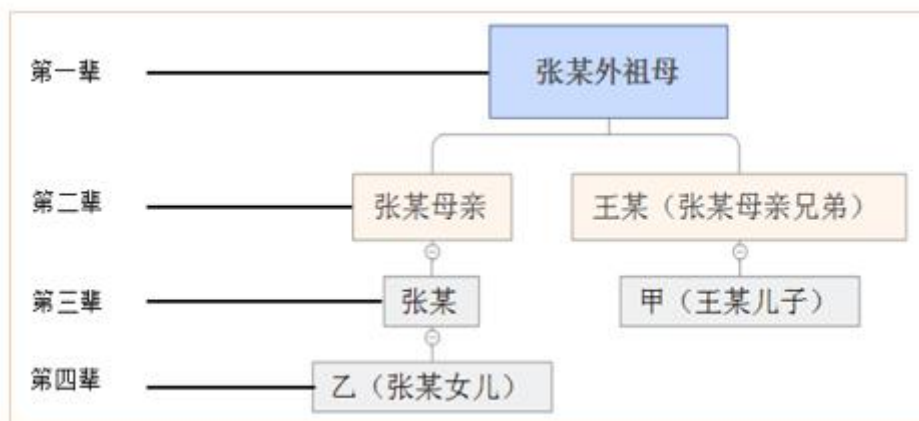 第一辈
张某外祖母
第二辈
张某母亲
王某（张某母亲兄弟）
第三辈
张某
甲（王某儿子）
第四辈
乙（张某女儿）